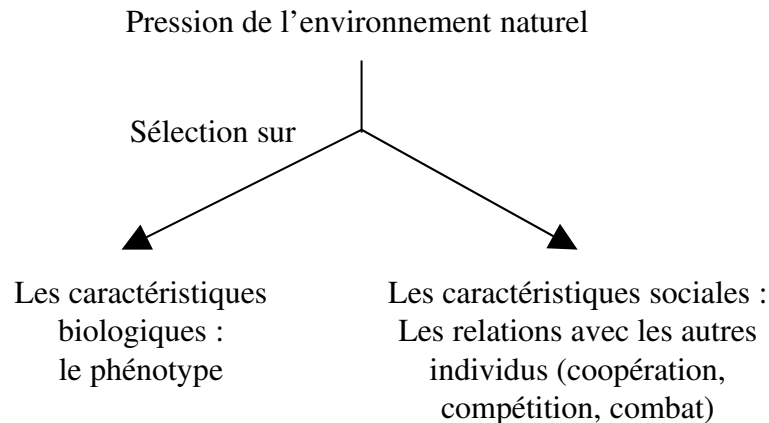 Pression de l’environnement naturel
Sélection sur
Les caractéristiques
biologiques :
le phénotype
Les caractéristiques sociales :
Les relations avec les autres
individus (coopération,
compétition, combat)